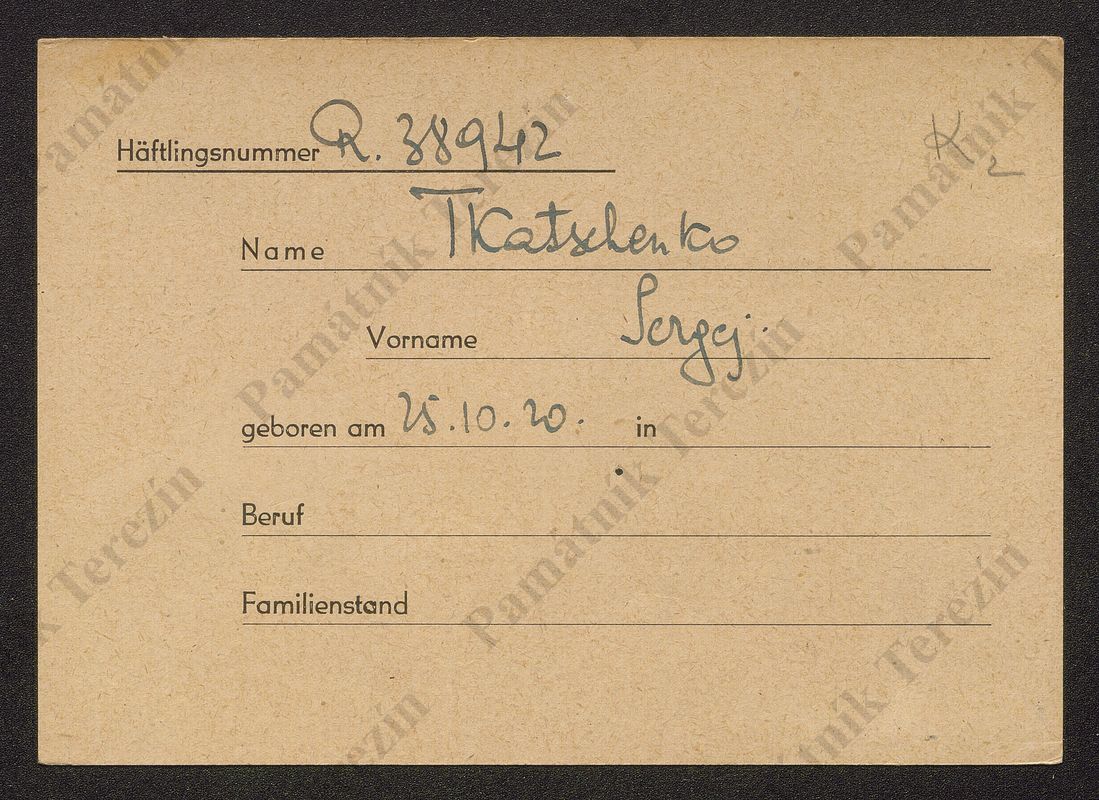 Häftlingsnummer R. 38942
K2
Name Tkatschenko
Vorname Sergej
geboren am 25.10.20. in
Beruf
Familienstand
Památník Terezín